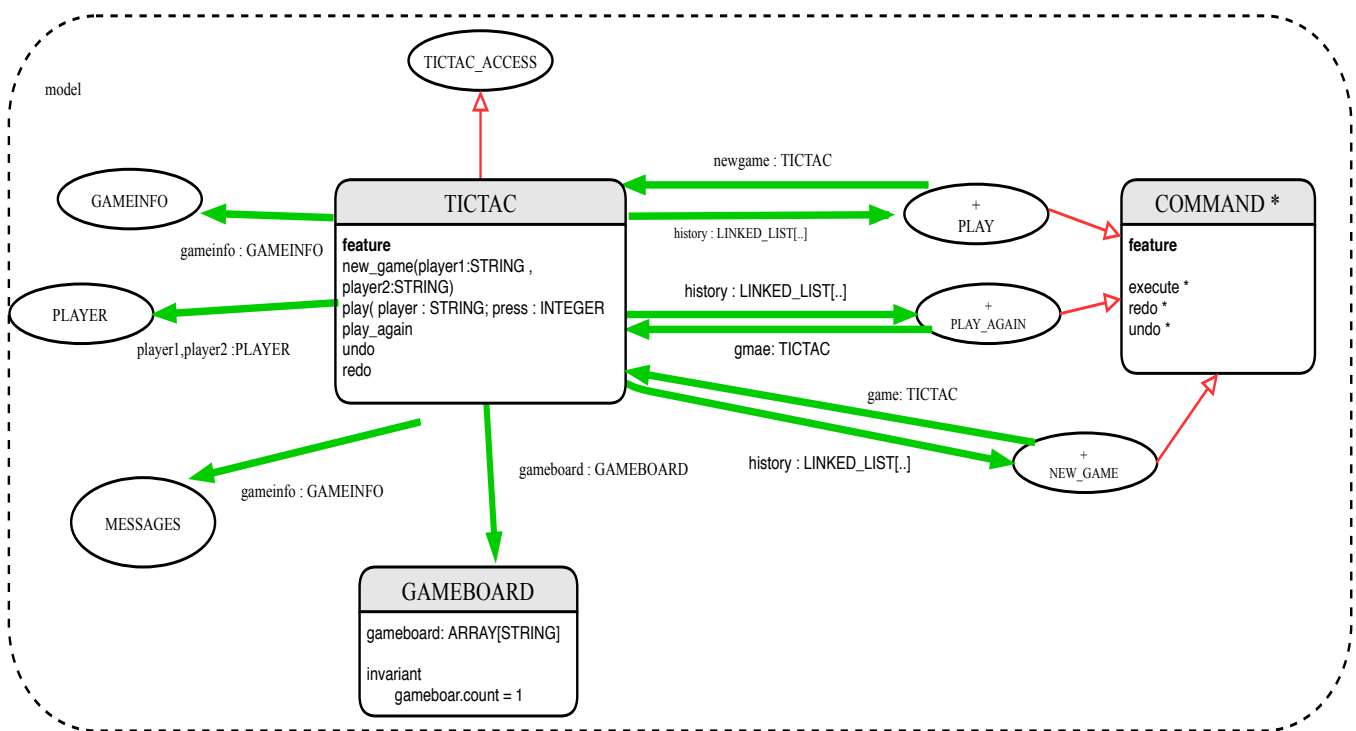 TICTAC_ACCESS
model
newgame : TICTAC
GAMEINFO
TICTAC
+
PLAY
COMMAND *
history : LINKED_LIST[..]
gameinfo : GAMEINFO
feature
new_game(player1:STRING ,
player2:STRING)
play( player : STRING; press : INTEGER
play_again
undo
redo
feature
execute *
redo *
undo *
history : LINKED_LIST[..]
+
PLAY_AGAIN
PLAYER
player1,player2 :PLAYER
gmae: TICTAC
game: TICTAC
history : LINKED_LIST[..]
+
NEW_GAME
gameboard : GAMEBOARD
gameinfo : GAMEINFO
MESSAGES
GAMEBOARD
gameboard: ARRAY[STRING]
invariant
gameboar.count = 1